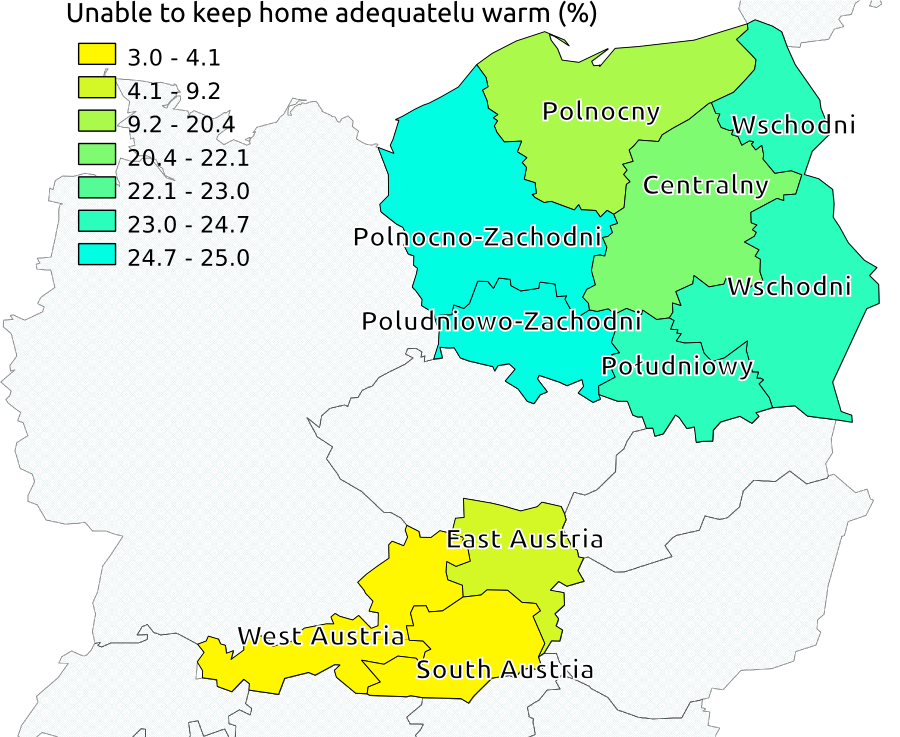 Unable to keep home adequatelu warm (%)
3.0 - 4.1
4.1 - 9.2
9.2 - 20.4
20.4 - 22.1
22.1 - 23.0
23.0 - 24.7
24.7 - 25.0
Polnocny
Wschodni
Centralny
Polnocno-Zachodni
Wschodni
Poludniowo-Zachodni
Południowy
East Austria
West Austria
South Austria